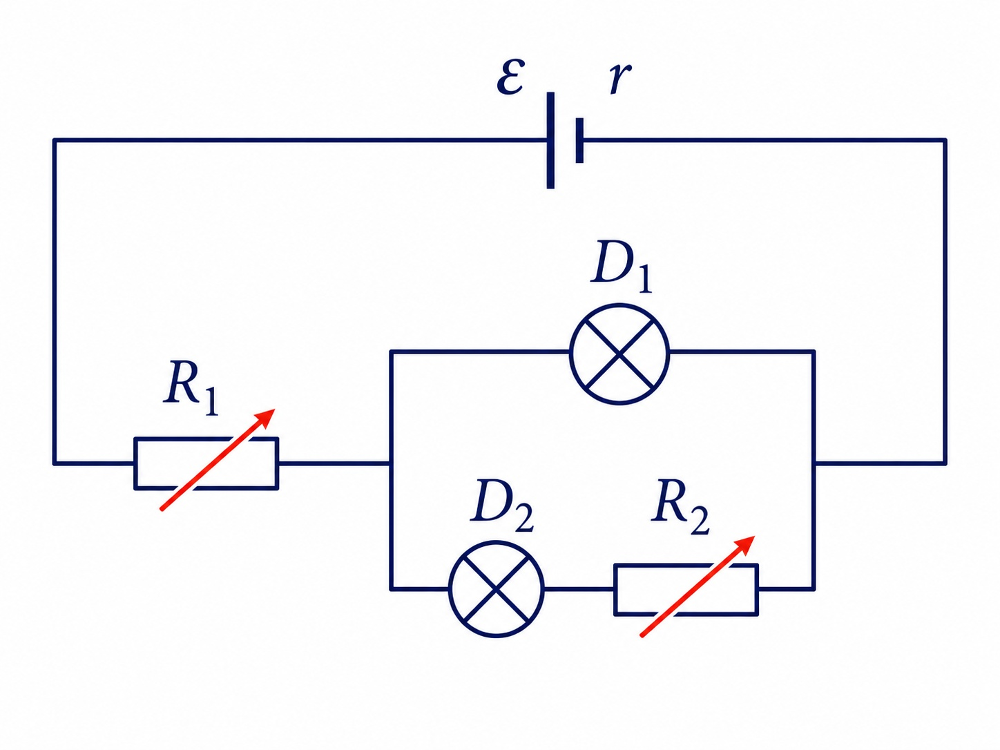 ℰ r
D₁
R₁
D₂ R₂